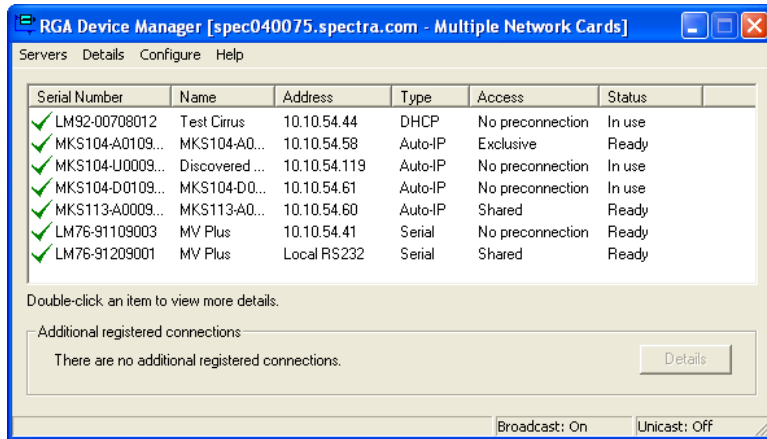 RGA Device Manager [spec040075.spectra.com - Multiple Network Cards]
Servers Details Configure Help
Serial Number Name Address Type Access Status
LM92-00708012 Test Cirrus 10.10.54.44 DHCP No preconnection In use
MKS104-A0109... MKS104-A0... 10.10.54.58 Auto-IP Exclusive Ready
MKS104-U0009... Discovered ... 10.10.54.119 Auto-IP No preconnection In use
MKS104-D0109... MKS104-D0... 10.10.54.61 Auto-IP No preconnection In use
MKS113-A0009... MKS113-A0... 10.10.54.60 Auto-IP Shared Ready
LM76-91109003 MV Plus 10.10.54.41 Serial No preconnection Ready
LM76-91209001 MV Plus Local RS232 Serial Shared Ready
Double-click an item to view more details.
Additional registered connections
There are no additional registered connections.
Details
Broadcast: On Unicast: Off